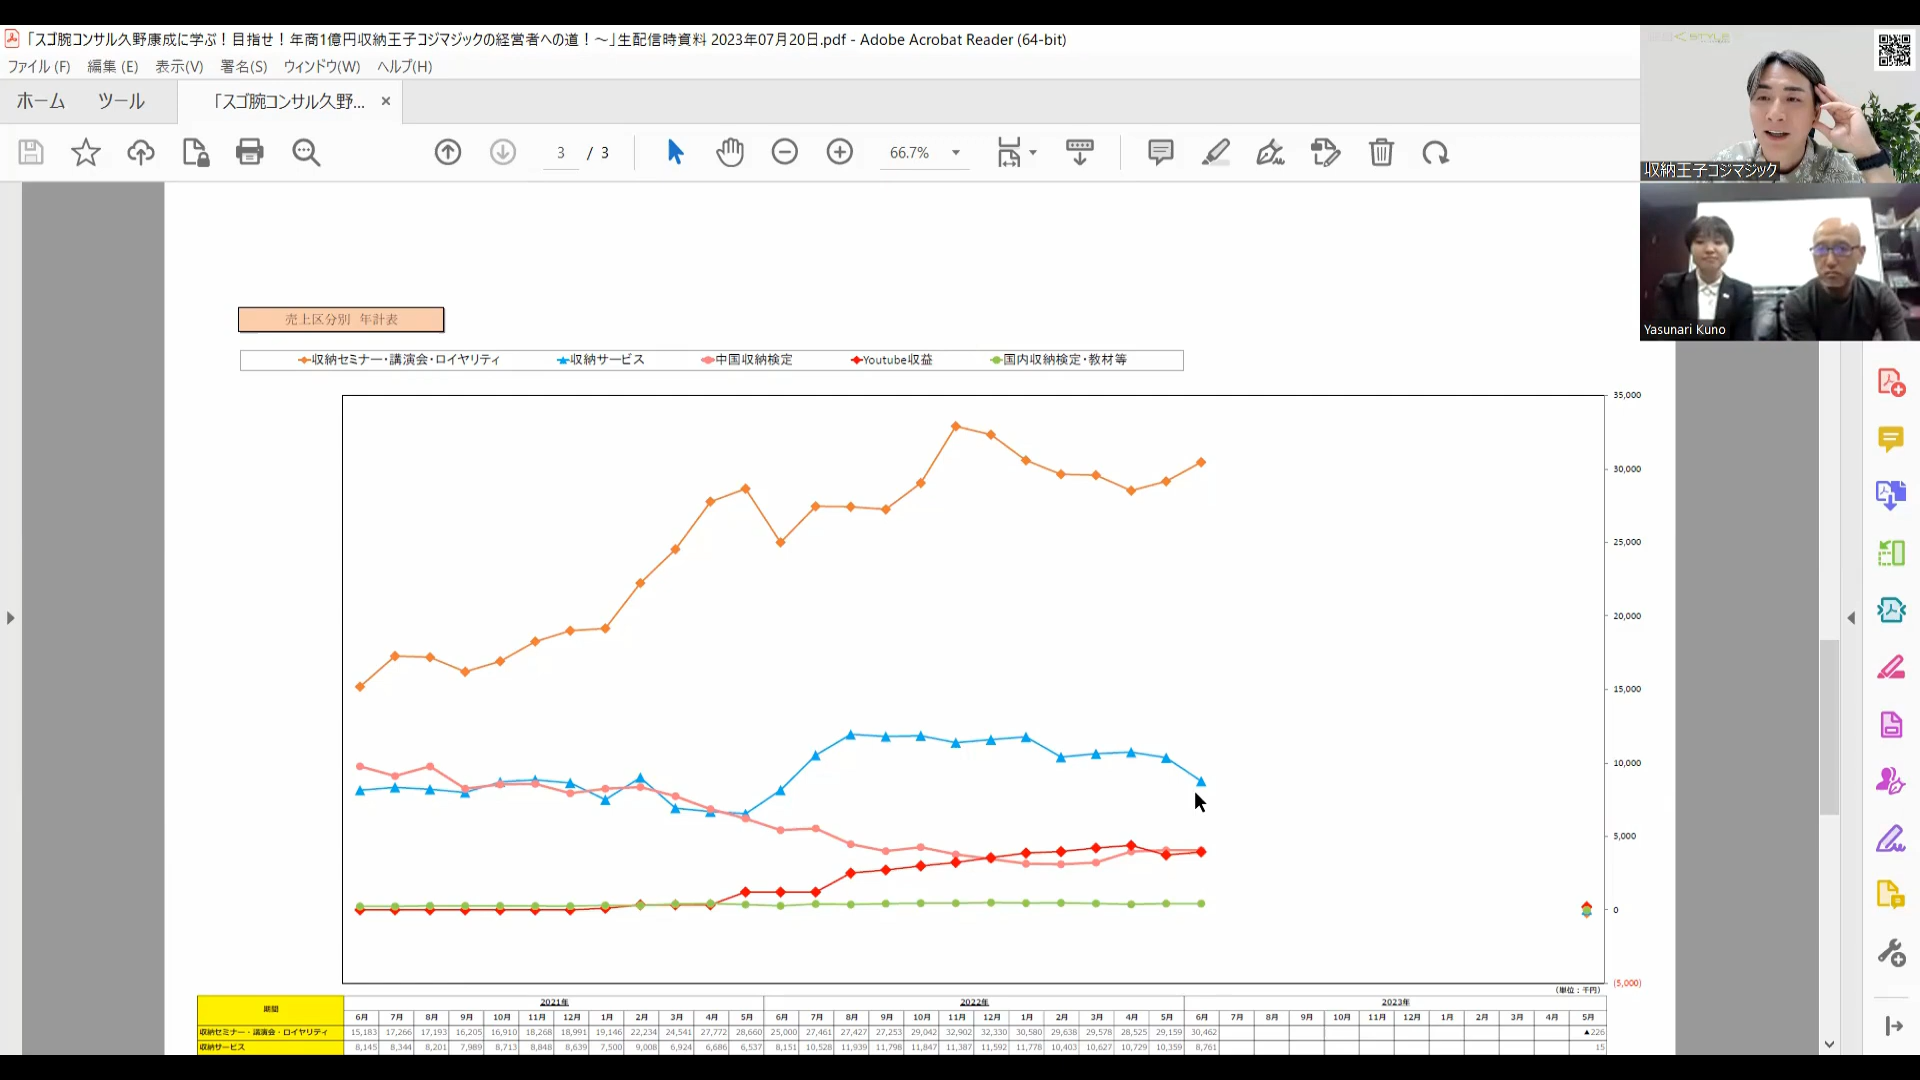 「スゴ腕コンサル久野康成に学ぶ！目指せ！年商1億円収納王子コジマジックの経営者への道！～」生配信時資料 2023年07月20日.pdf - Adobe Acrobat Reader (64-bit)
ファイル(F) 編集(E) 表示(V) 署名(S) ウィンドウ(W) ヘルプ(H)
ホーム ツール 「スゴ腕コンサル久野... ×
3 / 3 66.7%
収納王子コジマジック
Yasunari Kuno
売上区分別 年計表
収納セミナー・講演会・ロイヤリティ 収納サービス 中国収納検定 Youtube収益 国内収納検定・教材等
35,000
30,000
25,000
20,000
15,000
10,000
5,000
0
(5,000)
(単位：千円)
期間 2021年 2022年 2023年
6月 7月 8月 9月 10月 11月 12月 1月 2月 3月 4月 5月 6月 7月 8月 9月 10月 11月 12月 1月 2月 3月 4月 5月 6月 7月 8月 9月 10月 11月 12月 1月 2月 3月 4月 5月
収納セミナー・講演会・ロイヤリティ 15,183 17,266 17,193 16,205 16,910 18,268 18,991 19,146 22,234 24,541 27,772 28,660 25,000 27,461 27,427 27,253 29,042 32,902 32,330 30,580 29,638 29,578 28,525 29,159 30,462 ▲226
収納サービス 8,145 8,344 8,201 7,989 8,713 8,848 8,639 7,500 9,008 6,924 6,686 6,537 8,151 10,528 11,939 11,798 11,847 11,387 11,592 11,778 10,403 10,627 10,729 10,359 8,761 15